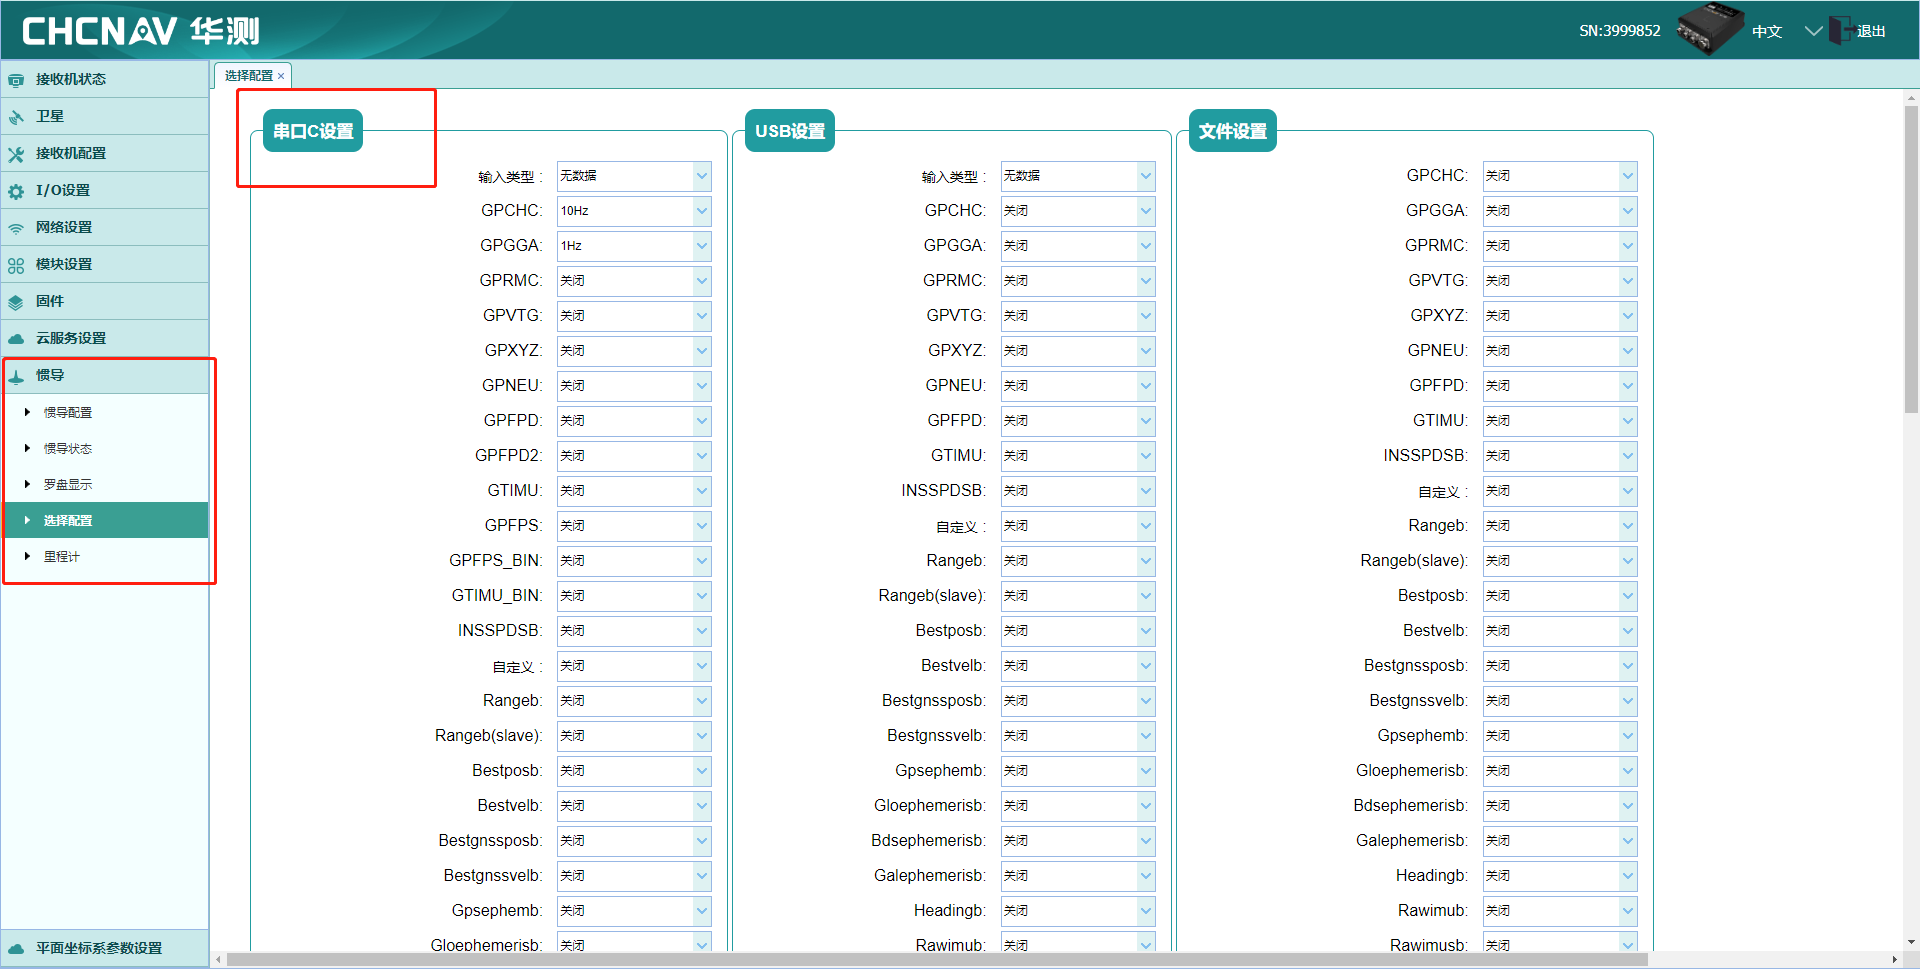 CHCNAV 华测
SN:3999852
中文
退出
接收机状态
卫星
接收机配置
I/O设置
网络设置
模块设置
固件
云服务设置
惯导
惯导配置
惯导状态
罗盘显示
选择配置
里程计
平面坐标系参数设置
选择配置 ×
串口C设置
输入类型 : 无数据
GPCHC: 10Hz
GPGGA: 1Hz
GPRMC: 关闭
GPVTG: 关闭
GPXYZ: 关闭
GPNEU: 关闭
GPFPD: 关闭
GPFPD2: 关闭
GTIMU: 关闭
GPFPS: 关闭
GPFPS_BIN: 关闭
GTIMU_BIN: 关闭
INSSPDSB: 关闭
自定义 : 关闭
Rangeb: 关闭
Rangeb(slave): 关闭
Bestposb: 关闭
Bestvelb: 关闭
Bestgnssposb: 关闭
Bestgnssvelb: 关闭
Gpsephemb: 关闭
Gloephemerisb: 关闭
USB设置
输入类型 : 无数据
GPCHC: 关闭
GPGGA: 关闭
GPRMC: 关闭
GPVTG: 关闭
GPXYZ: 关闭
GPNEU: 关闭
GPFPD: 关闭
GTIMU: 关闭
INSSPDSB: 关闭
自定义 : 关闭
Rangeb: 关闭
Rangeb(slave): 关闭
Bestposb: 关闭
Bestvelb: 关闭
Bestgnssposb: 关闭
Bestgnssvelb: 关闭
Gpsephemb: 关闭
Gloephemerisb: 关闭
Bdsephemerisb: 关闭
Galephemerisb: 关闭
Headingb: 关闭
Rawimub: 关闭
文件设置
GPCHC: 关闭
GPGGA: 关闭
GPRMC: 关闭
GPVTG: 关闭
GPXYZ: 关闭
GPNEU: 关闭
GPFPD: 关闭
GTIMU: 关闭
INSSPDSB: 关闭
自定义 : 关闭
Rangeb: 关闭
Rangeb(slave): 关闭
Bestposb: 关闭
Bestvelb: 关闭
Bestgnssposb: 关闭
Bestgnssvelb: 关闭
Gpsephemb: 关闭
Gloephemerisb: 关闭
Bdsephemerisb: 关闭
Galephemerisb: 关闭
Headingb: 关闭
Rawimub: 关闭
Rawimusb: 关闭